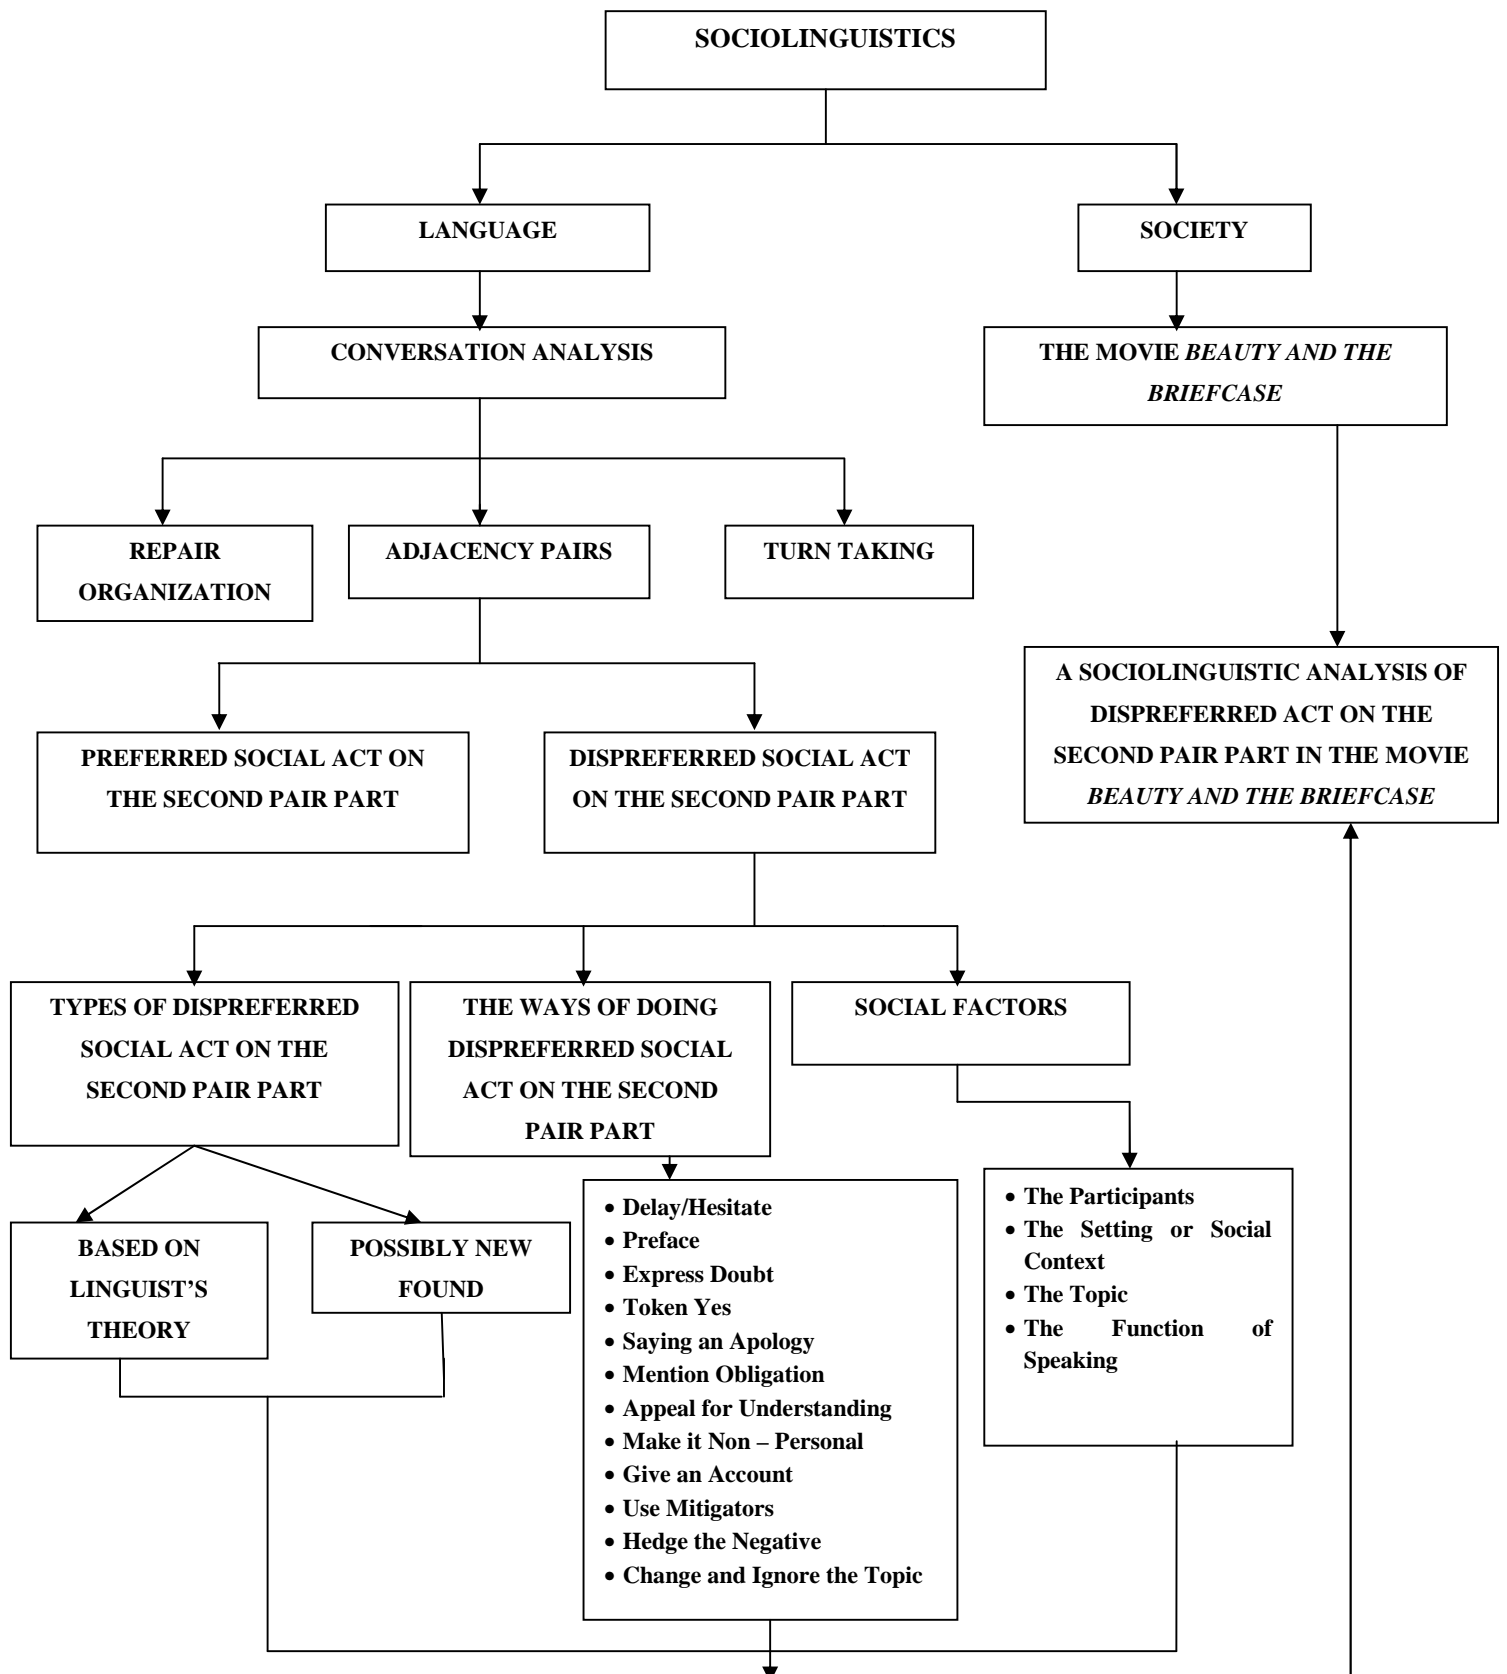 SOCIOLINGUISTICS
LANGUAGE
SOCIETY
CONVERSATION ANALYSIS
THE MOVIE BEAUTY AND THE
BRIEFCASE
REPAIR
ORGANIZATION
ADJACENCY PAIRS
TURN TAKING
A SOCIOLINGUISTIC ANALYSIS OF
DISPREFERRED ACT ON THE
SECOND PAIR PART IN THE MOVIE
BEAUTY AND THE BRIEFCASE
PREFERRED SOCIAL ACT ON
THE SECOND PAIR PART
DISPREFERRED SOCIAL ACT
ON THE SECOND PAIR PART
TYPES OF DISPREFERRED
SOCIAL ACT ON THE
SECOND PAIR PART
THE WAYS OF DOING
DISPREFERRED SOCIAL
ACT ON THE SECOND
PAIR PART
SOCIAL FACTORS
BASED ON
LINGUIST'S
THEORY
POSSIBLY NEW
FOUND
• Delay/Hesitate
• Preface
• Express Doubt
• Token Yes
• Saying an Apology
• Mention Obligation
• Appeal for Understanding
• Make it Non – Personal
• Give an Account
• Use Mitigators
• Hedge the Negative
• Change and Ignore the Topic
• The Participants
• The Setting or Social
Context
• The Topic
• The Function of
Speaking